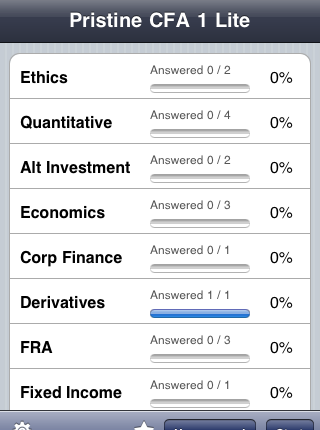 Pristine CFA 1 Lite
Ethics Answered 0 / 2 0%
Quantitative Answered 0 / 4 0%
Alt Investment Answered 0 / 2 0%
Economics Answered 0 / 3 0%
Corp Finance Answered 0 / 1 0%
Derivatives Answered 1 / 1 0%
FRA Answered 0 / 3 0%
Fixed Income Answered 0 / 1 0%